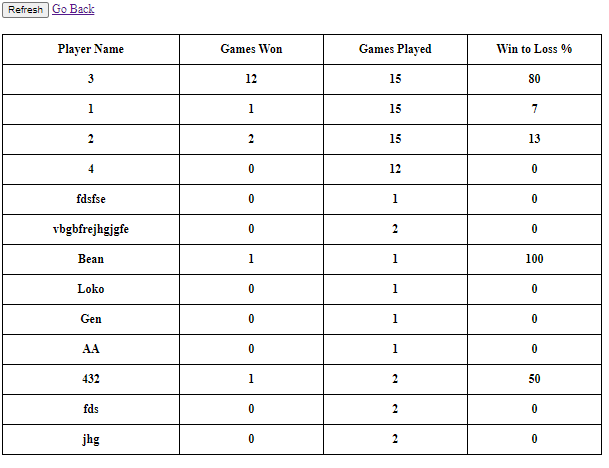 Refresh Go Back
Player Name Games Won Games Played Win to Loss %
3 12 15 80
1 1 15 7
2 2 15 13
4 0 12 0
fdsfse 0 1 0
vbgbfrejhgjgfe 0 2 0
Bean 1 1 100
Loko 0 1 0
Gen 0 1 0
AA 0 1 0
432 1 2 50
fds 0 2 0
jhg 0 2 0